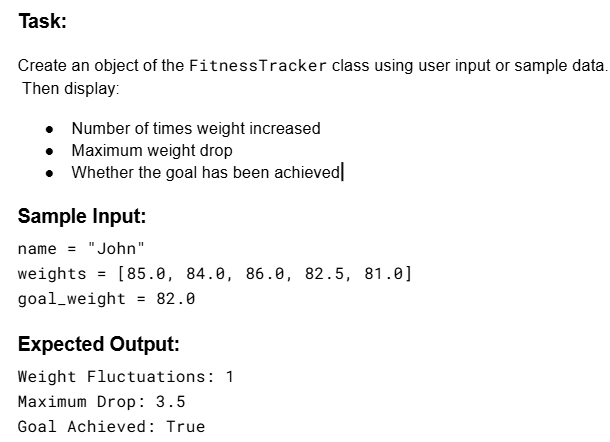 Task:
Create an object of the FitnessTracker class using user input or sample data.
Then display:
● Number of times weight increased
● Maximum weight drop
● Whether the goal has been achieved
Sample Input:
name = "John"
weights = [85.0, 84.0, 86.0, 82.5, 81.0]
goal_weight = 82.0
Expected Output:
Weight Fluctuations: 1
Maximum Drop: 3.5
Goal Achieved: True